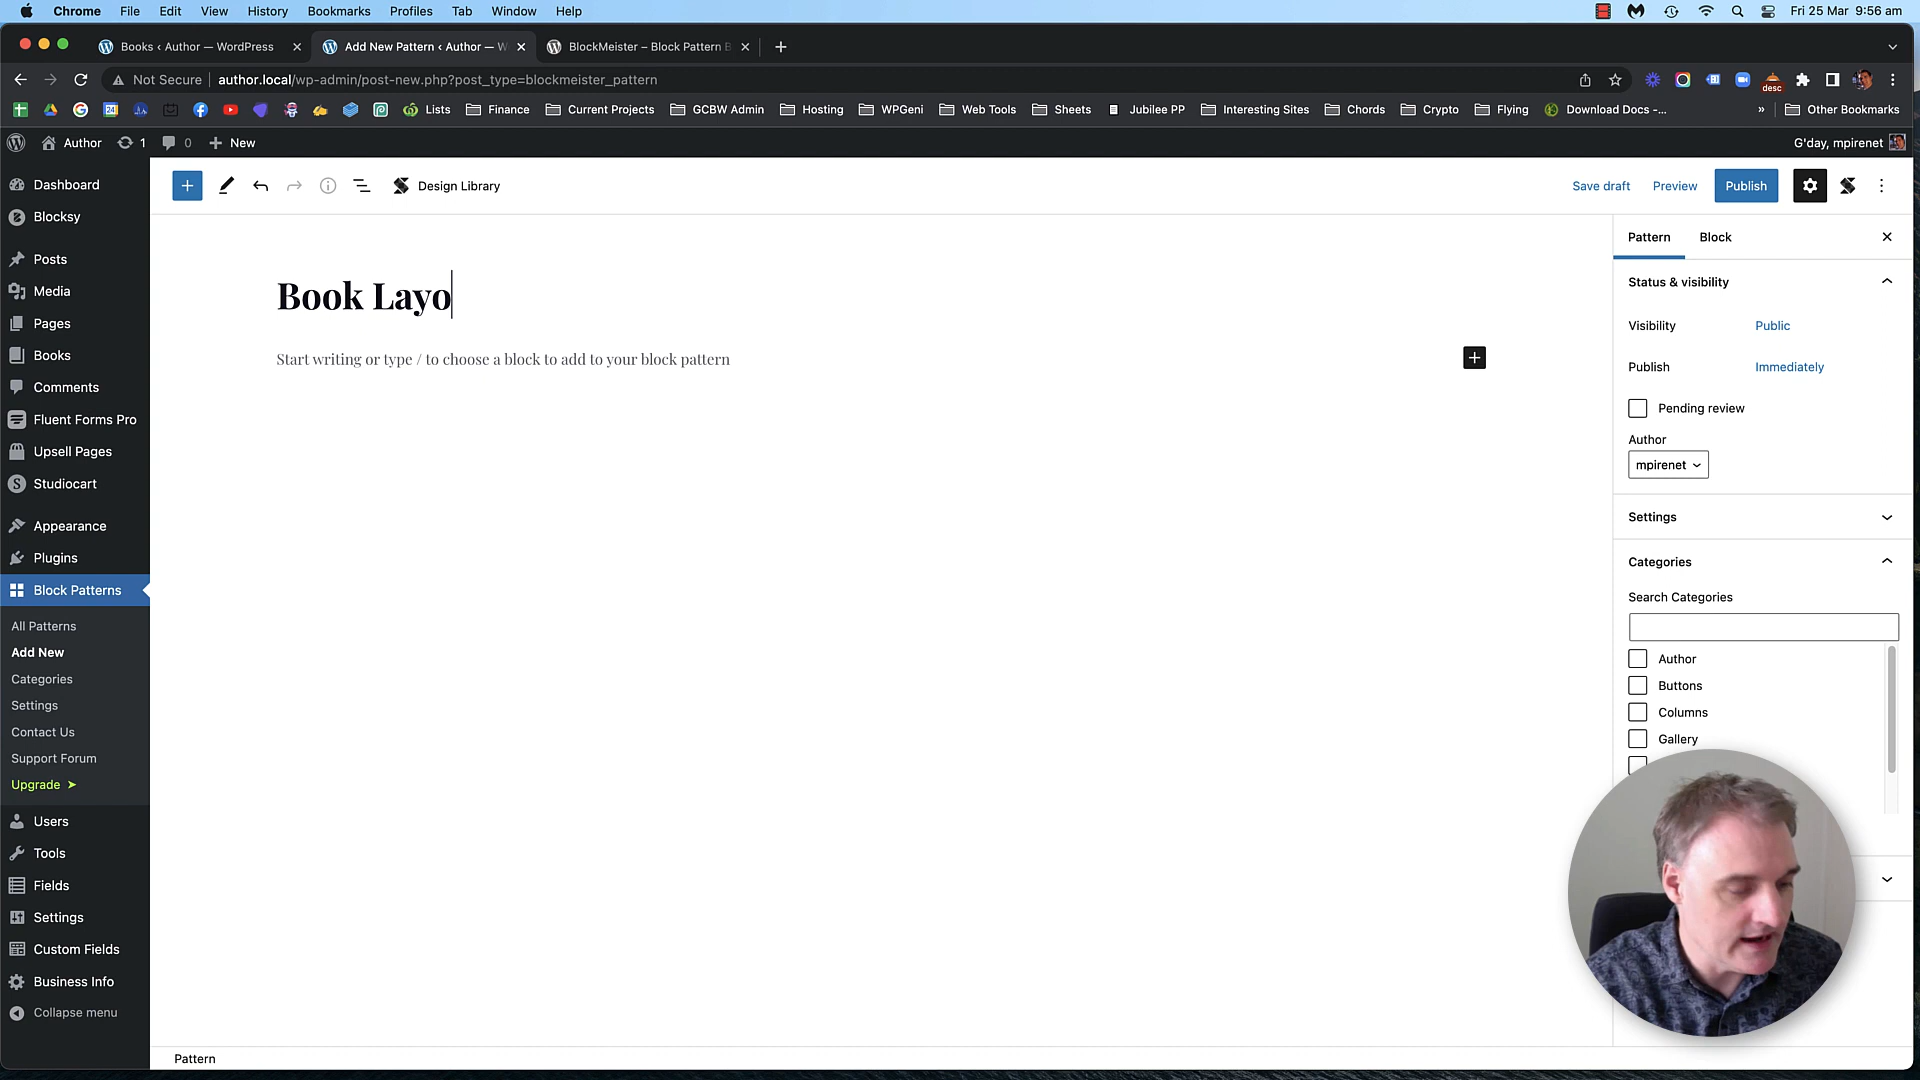 Chrome File Edit View History Bookmarks Profiles Tab Window Help
Fri 25 Mar 9:56 am
Books ‹ Author — WordPress
Add New Pattern ‹ Author — W
BlockMeister – Block Pattern B
Not Secure author.local/wp-admin/post-new.php?post_type=blockmeister_pattern
desc
Lists Finance Current Projects GCBW Admin Hosting WPGeni Web Tools Sheets Jubilee PP Interesting Sites Chords Crypto Flying Download Docs -... » Other Bookmarks
Author 1 0 New
G'day, mpirenet
Dashboard
Blocksy
Posts
Media
Pages
Books
Comments
Fluent Forms Pro
Upsell Pages
Studiocart
Appearance
Plugins
Block Patterns
All Patterns
Add New
Categories
Settings
Contact Us
Support Forum
Upgrade ➤
Users
Tools
Fields
Settings
Custom Fields
Business Info
Collapse menu
Design Library
Save draft Preview Publish
Book Layo
Start writing or type / to choose a block to add to your block pattern
Pattern Block
Status & visibility
Visibility Public
Publish Immediately
Pending review
Author
mpirenet
Settings
Categories
Search Categories
Author
Buttons
Columns
Gallery
Pattern